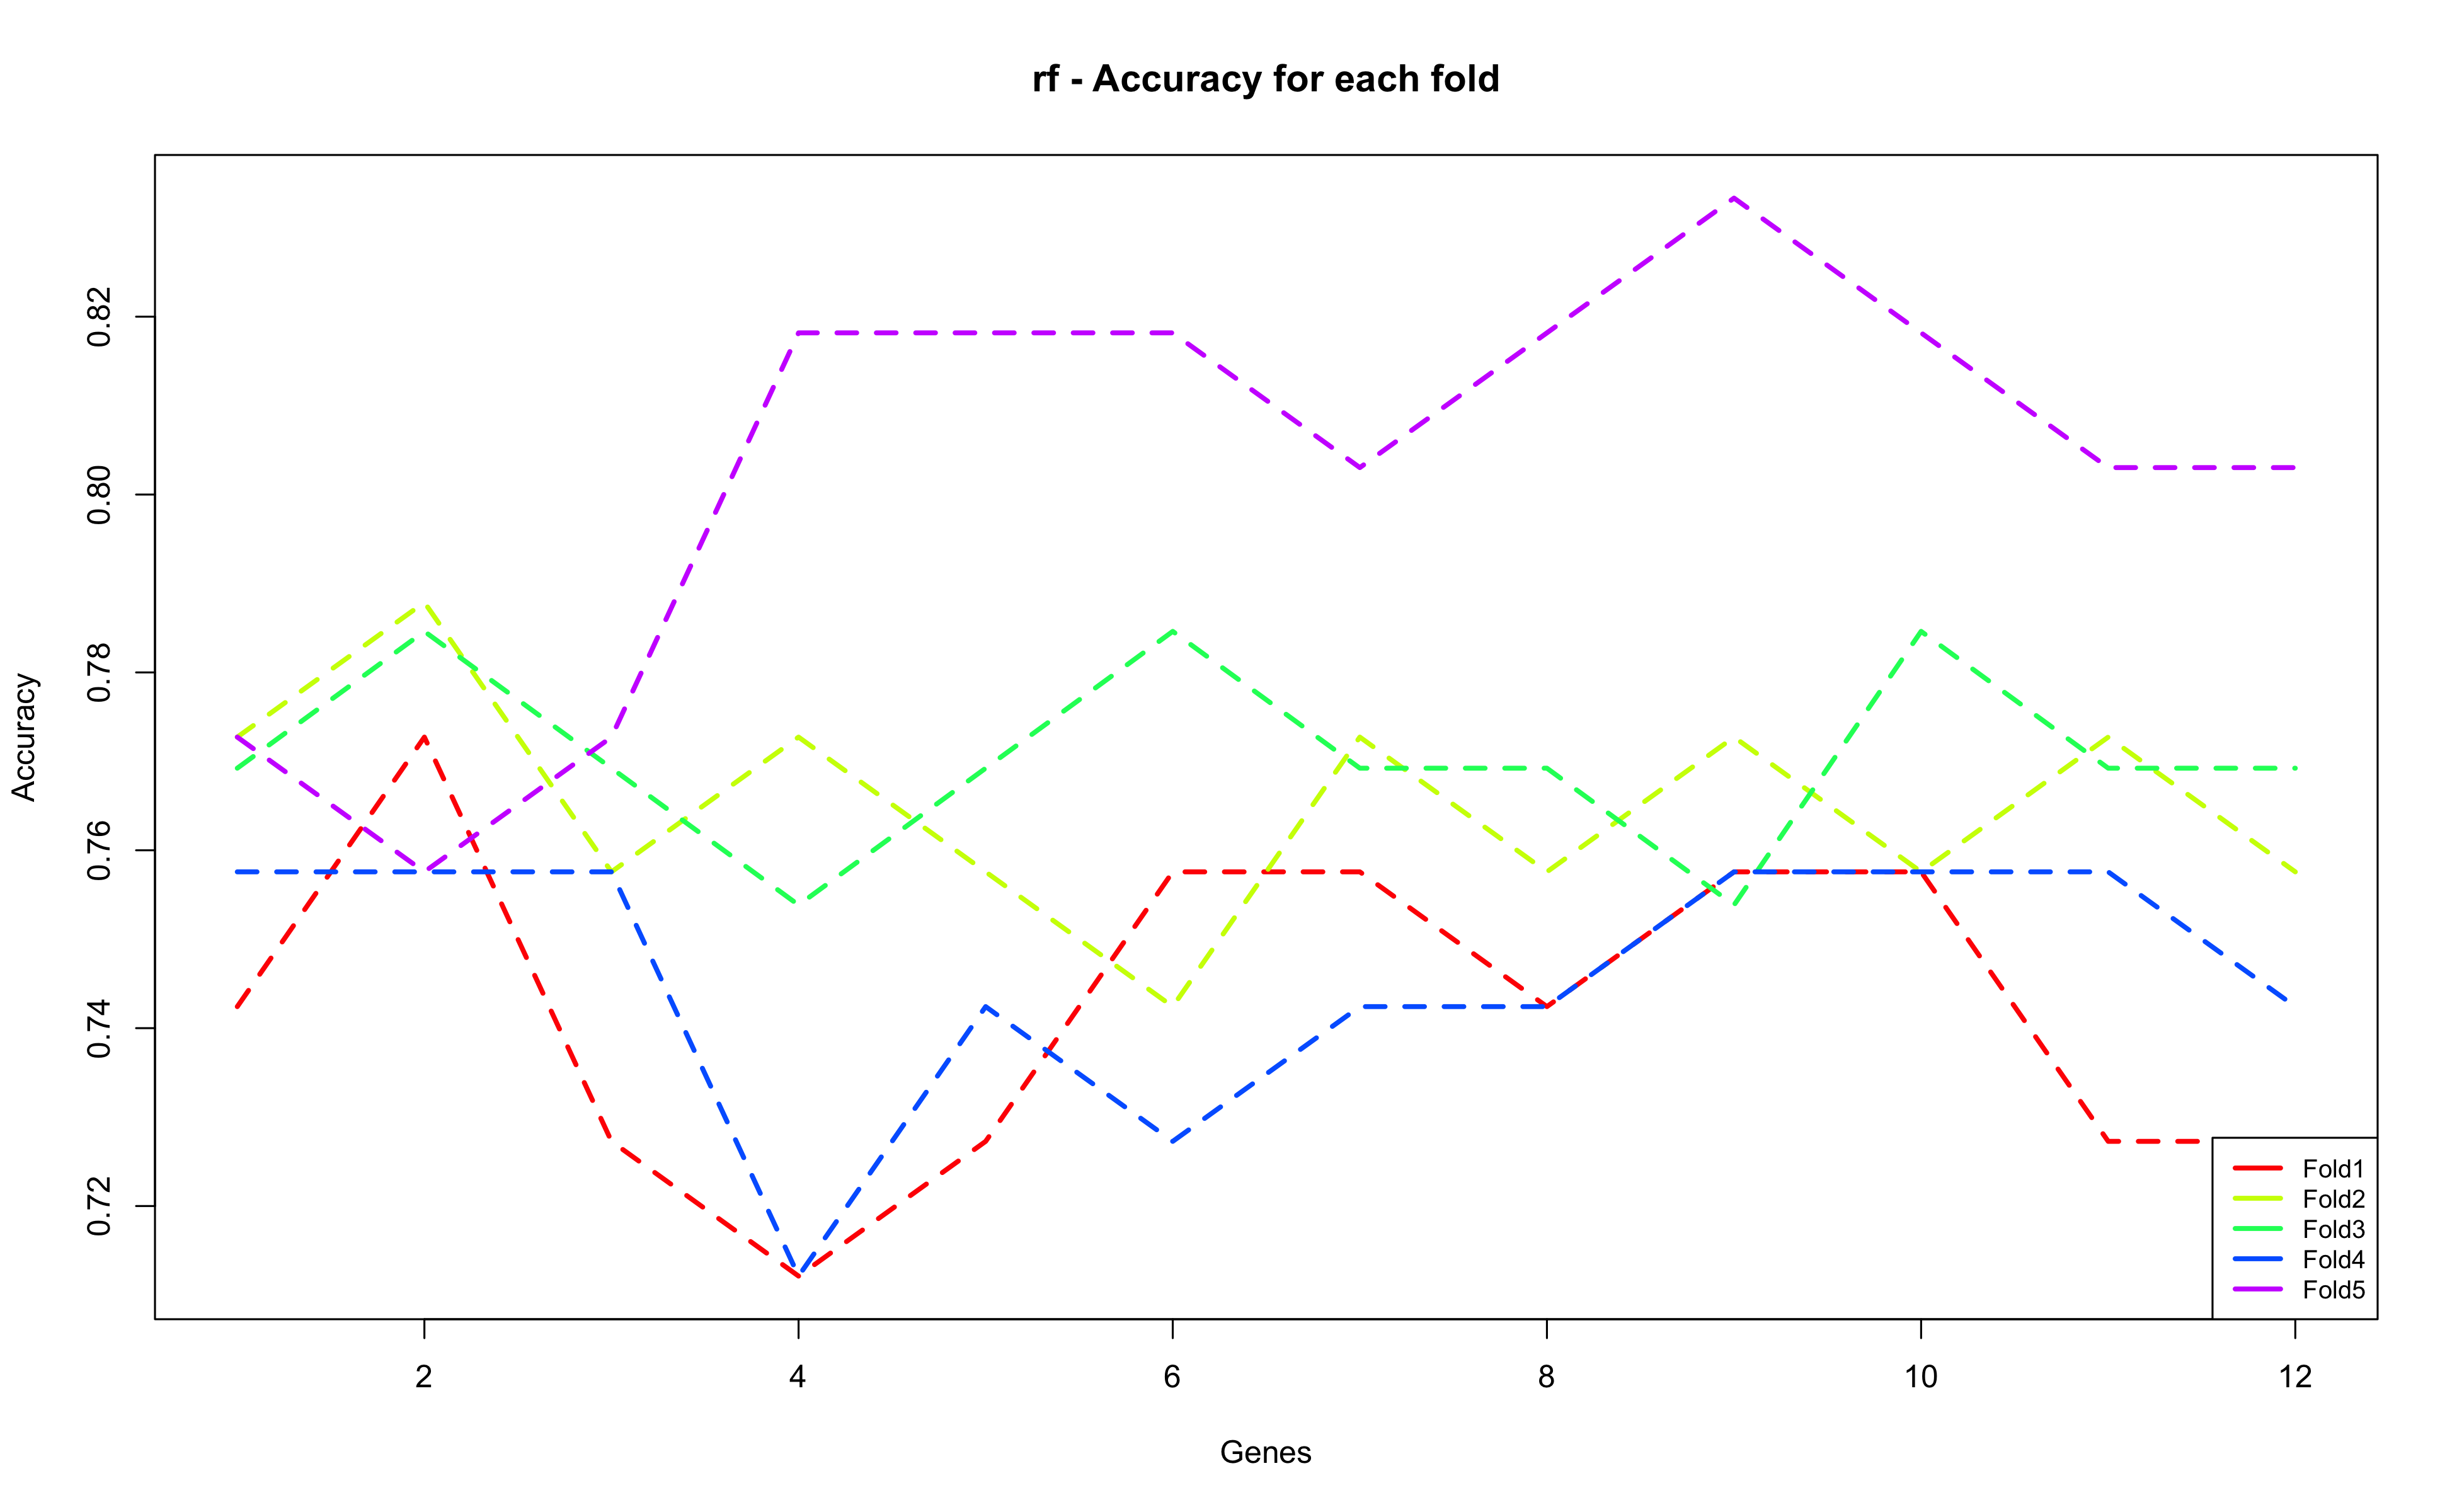 rf - Accuracy for each fold
Accuracy
0.82
0.80
0.78
0.76
0.74
0.72
2
4
6
8
10
12
Genes
Fold1
Fold2
Fold3
Fold4
Fold5